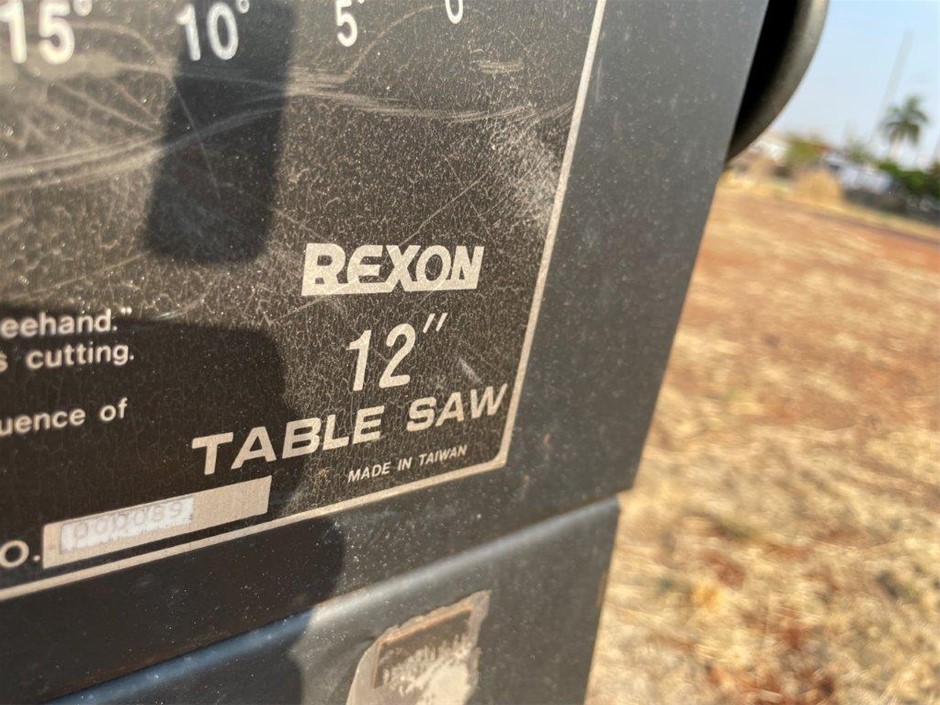 15° 10° 5° 0
eehand."
s cutting.
uence of
REXON
12"
TABLE SAW
MADE IN TAIWAN
O.